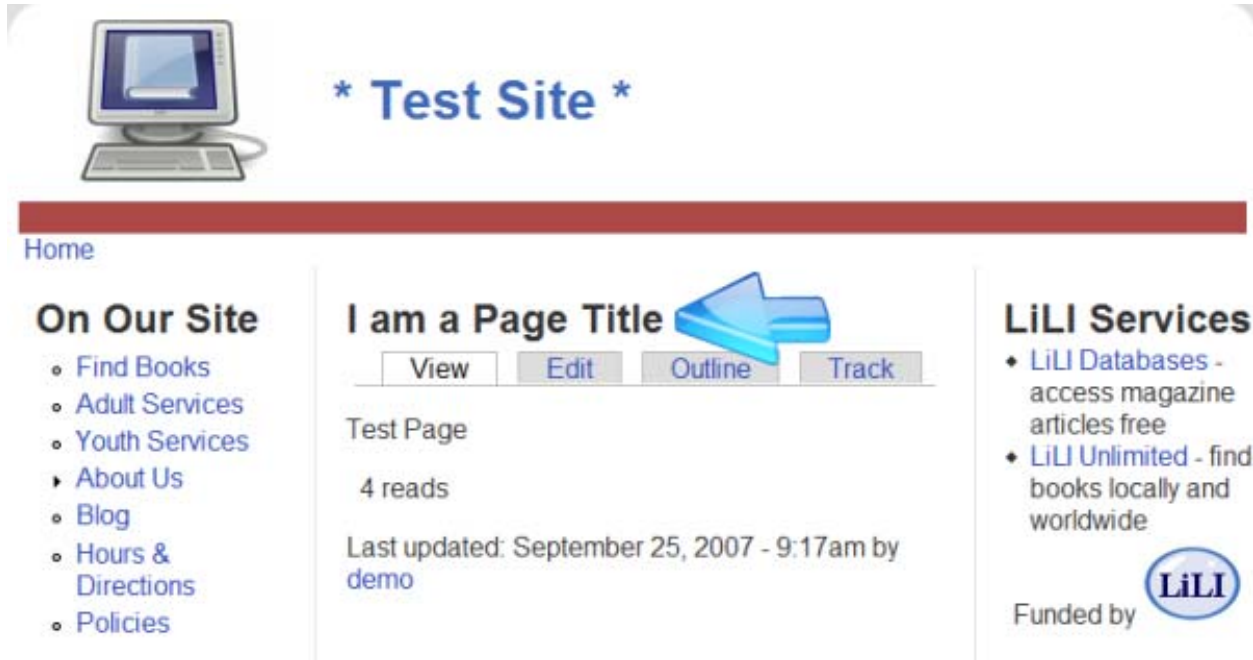 * Test Site *
Home
On Our Site
Find Books
Adult Services
Youth Services
About Us
Blog
Hours &
Directions
Policies
I am a Page Title
View Edit Outline Track
Test Page
4 reads
Last updated: September 25, 2007 - 9:17am by
demo
LiLI Services
LiLI Databases -
access magazine
articles free
LiLI Unlimited - find
books locally and
worldwide
Funded by LiLI